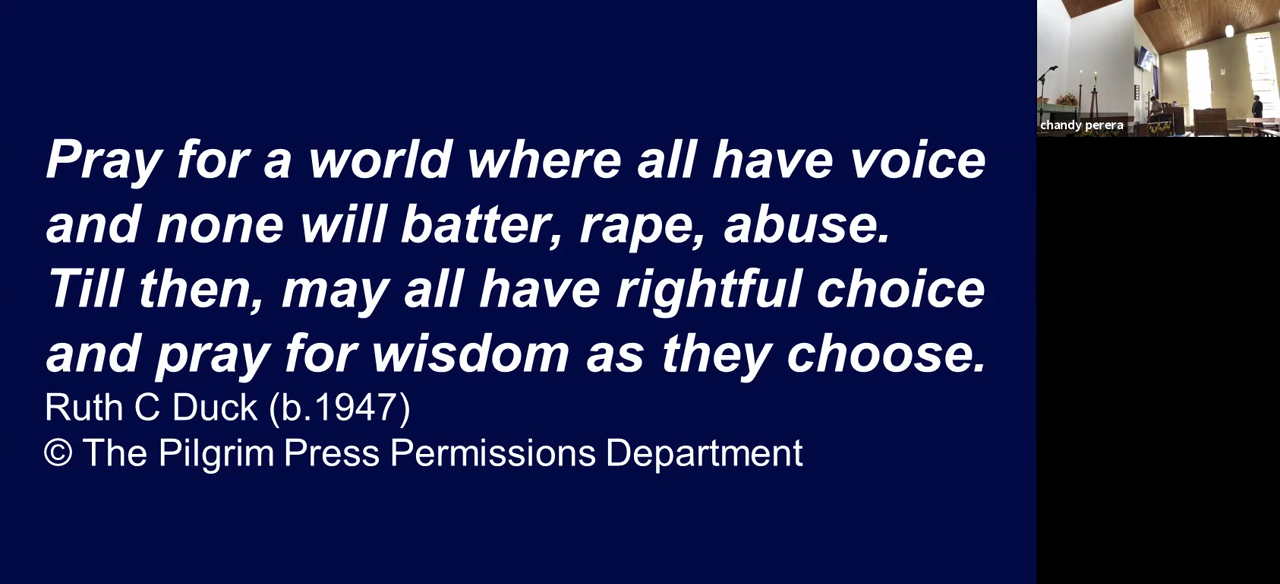 Pray for a world where all have voice
and none will batter, rape, abuse.
Till then, may all have rightful choice
and pray for wisdom as they choose.
Ruth C Duck (b.1947)
© The Pilgrim Press Permissions Department
chandy perera